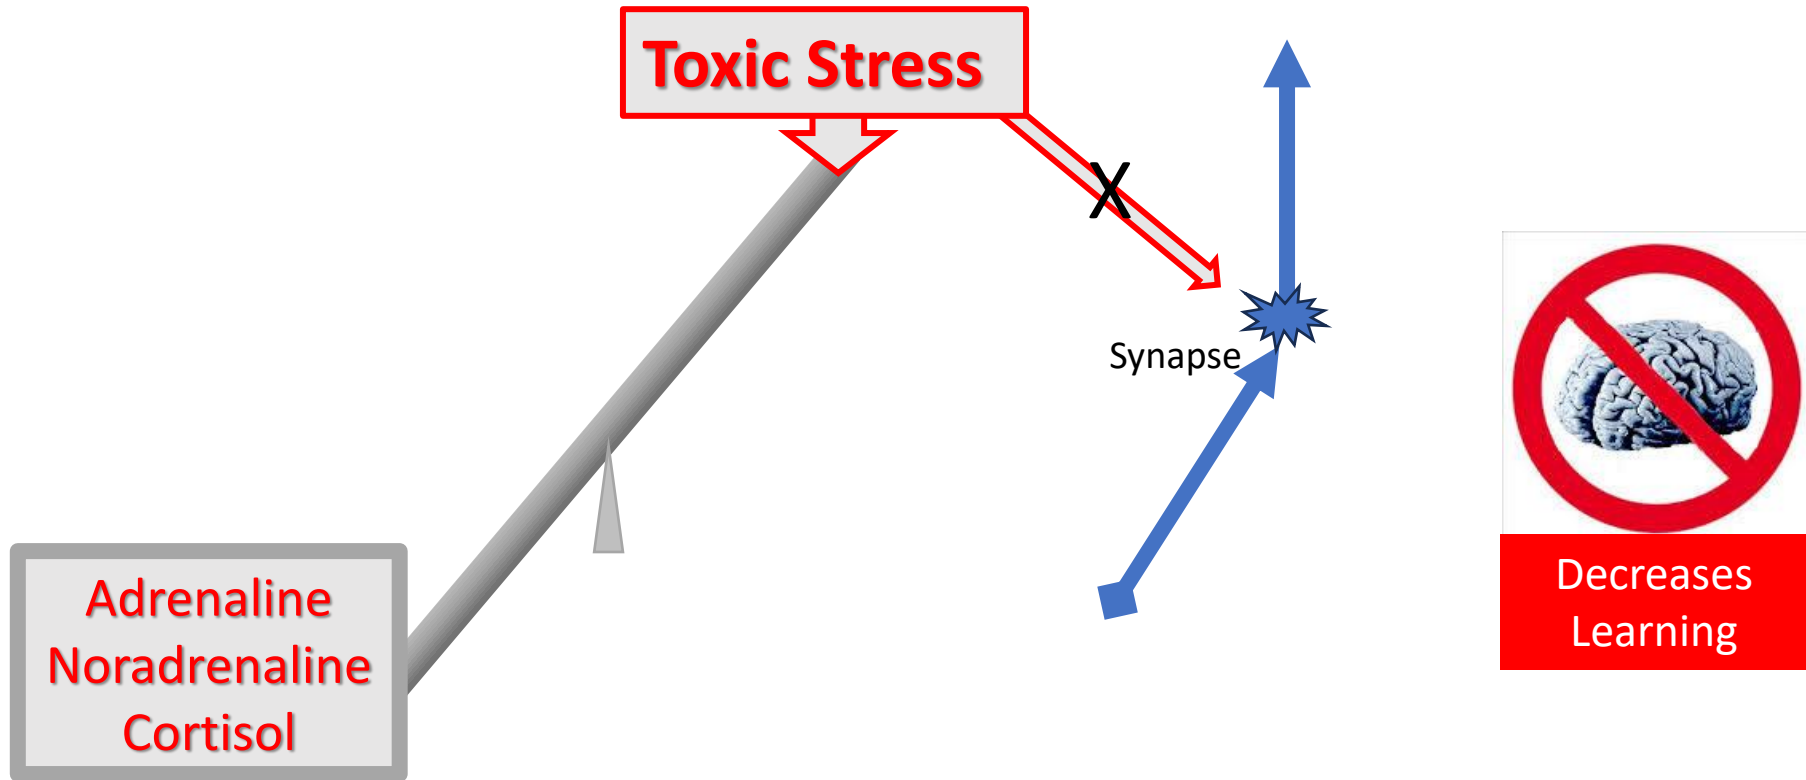 Toxic Stress
X
Synapse
Adrenaline
Noradrenaline
Cortisol
Decreases
Learning